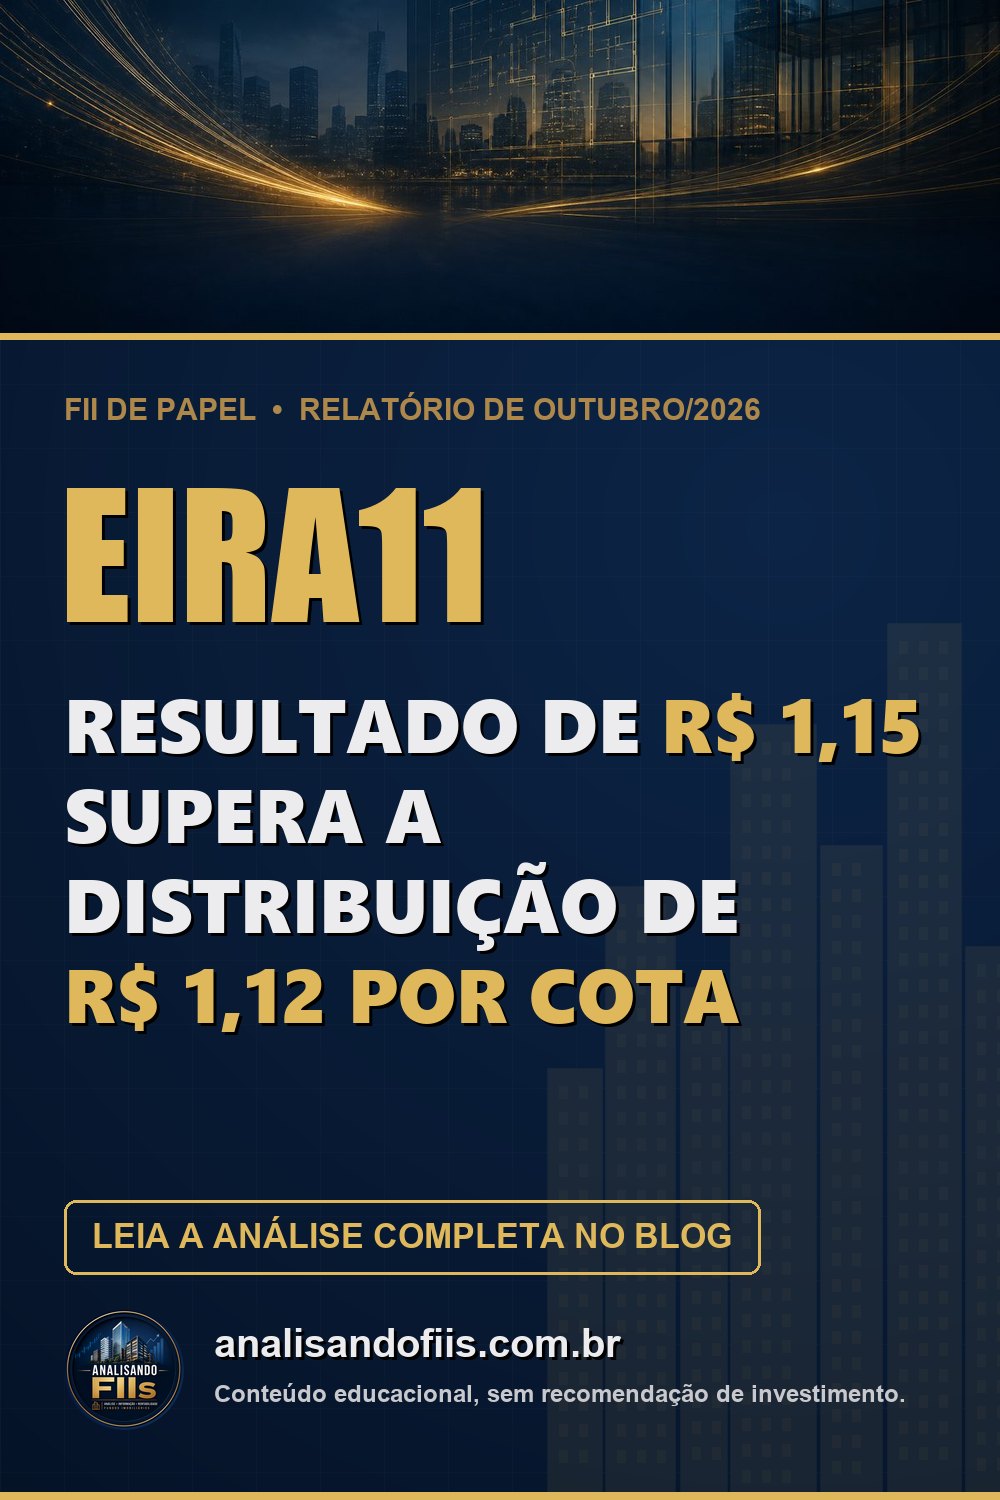 FII DE PAPEL • RELATÓRIO DE OUTUBRO/2026
EIRA11
RESULTADO DE R$ 1,15
SUPERA A
DISTRIBUIÇÃO DE
R$ 1,12 POR COTA
LEIA A ANÁLISE COMPLETA NO BLOG
ANALISANDO
FIIs
analisandofiis.com.br
Conteúdo educacional, sem recomendação de investimento.